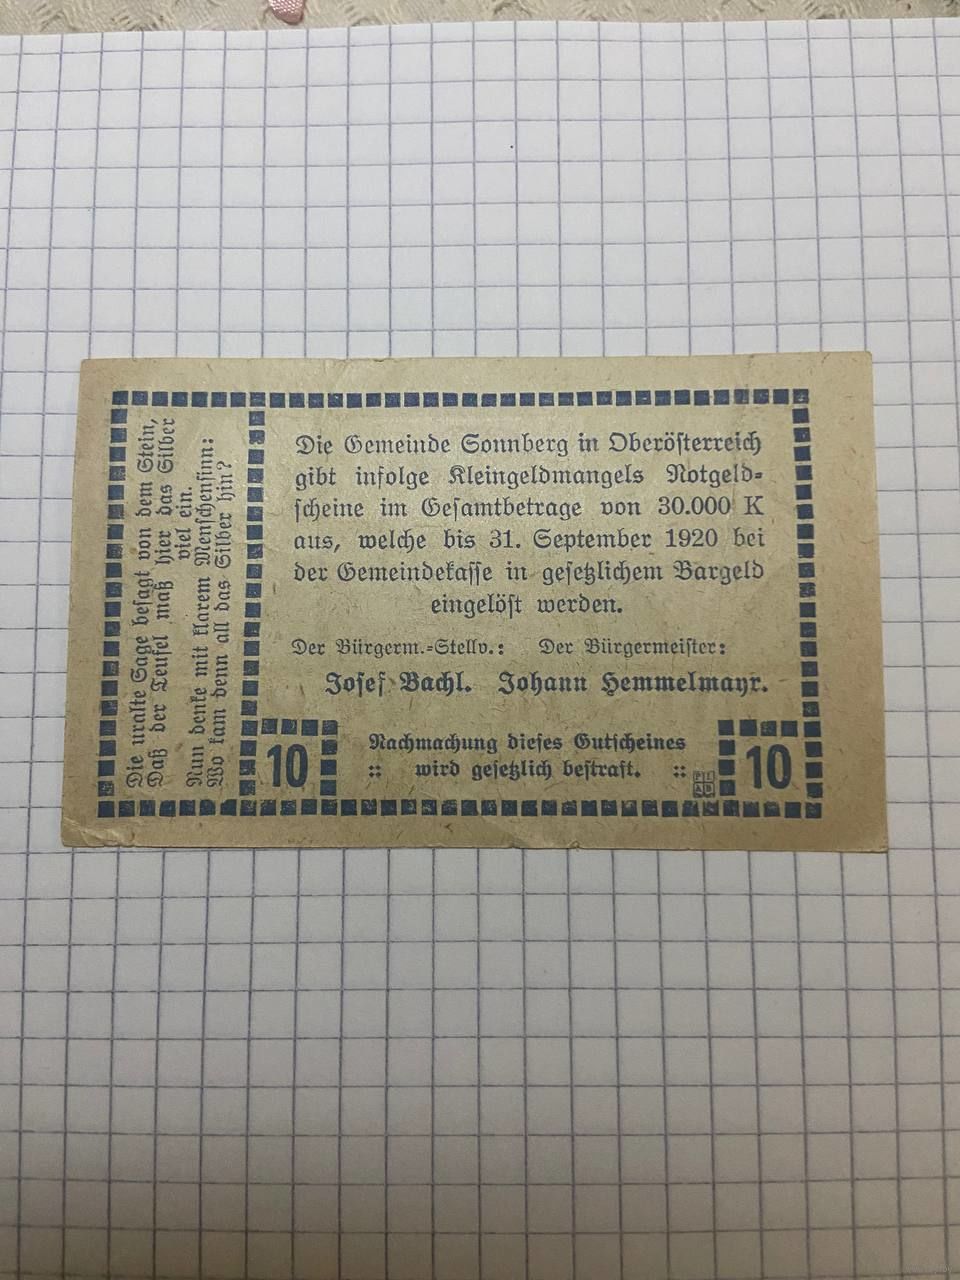 Die uralte Sage besagt von dem Stein,
Daß der Teufel maß hier das Silber
viel ein.
Nun denke mit klarem Menschensinn:
Wo kam denn all das Silber hin?
Die Gemeinde Sonnberg in Oberösterreich
gibt infolge Kleingeldmangels Notgeld-
scheine im Gesamtbetrage von 30.000 K
aus, welche bis 31. September 1920 bei
der Gemeindekasse in gesetzlichem Bargeld
eingelöst werden.
Der Bürgerm.-Stellv.: Der Bürgermeister:
Josef Bachl. Johann Hemmelmayr.
Nachmachung dieses Gutscheines
:: wird gesetzlich bestraft. ::
10 10